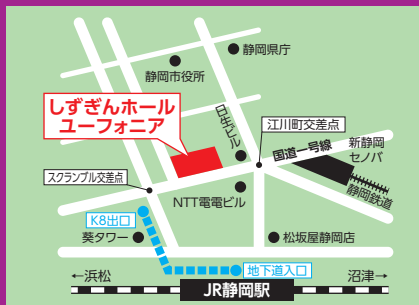 静岡県庁
静岡市役所
しずぎんホール
ユーフォニア
日生ビル
江川町交差点
国道一号線
新静岡
セノバ
静岡鉄道
スクランブル交差点
NTT電電ビル
K8出口
葵タワー
松坂屋静岡店
地下道入口
←浜松
沼津→
JR静岡駅